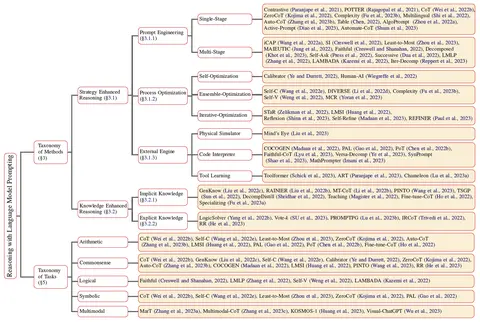 Reasoning with Language Model Prompting
Taxonomy
of Methods (§3)
Strategy Enhanced
Reasoning (§3.1)
Prompt Engineering
(§3.1.1)
Single-Stage
Contrastive (Paranjape et al., 2021), POTTER (Rajagopal et al., 2021), CoT (Wei et al., 2022b),
ZeroCoT (Kojima et al., 2022), Complexity (Fu et al., 2023b), Multilingual (Shi et al., 2022),
Auto-CoT (Zhang et al., 2023b), Table (Chen, 2022), AlgoPrompt (Zhou et al., 2022a),
Active-Prompt (Diao et al., 2023), Automate-CoT (Shum et al., 2023)
Multi-Stage
iCAP (Wang et al., 2022a), SI (Creswell et al., 2022), Least-to-Most (Zhou et al., 2023),
MAIEUTIC (Jung et al., 2022), Faithful (Creswell and Shanahan, 2022), Decomposed
(Khot et al., 2023), Self-Ask (Press et al., 2022), Successive (Dua et al., 2022), LMLP
(Zhang et al., 2022), LAMBADA (Kazemi et al., 2022), Iter-Decomp (Reppert et al., 2023)
Process Optimization
(§3.1.2)
Self-Optimization
Calibrator (Ye and Durrett, 2022), Human-AI (Wiegreffe et al., 2022)
Ensemble-Optimization
Self-C (Wang et al., 2022c), DIVERSE (Li et al., 2022d), Complexity (Fu et al., 2023b),
Self-V (Weng et al., 2022), MCR (Yoran et al., 2023)
Iterative-Optimization
STaR (Zelikman et al., 2022), LMSI (Huang et al., 2022),
Reflexion (Shinn et al., 2023), Self-Refine (Madaan et al., 2023), REFINER (Paul et al., 2023)
External Engine
(§3.1.3)
Physical Simulator
Mind's Eye (Liu et al., 2023)
Code Interpreter
COCOGEN (Madaan et al., 2022), PAL (Gao et al., 2022), PoT (Chen et al., 2022b),
Faithful-CoT (Lyu et al., 2023), Versa-Decomp (Ye et al., 2023), SynPrompt
(Shao et al., 2023), MathPrompter (Imani et al., 2023)
Tool Learning
Toolformer (Schick et al., 2023), ART (Paranjape et al., 2023), Chameleon (Lu et al., 2023a)
Knowledge Enhanced
Reasoning (§3.2)
Implicit Knowledge
(§3.2.1)
GenKnow (Liu et al., 2022c), RAINIER (Liu et al., 2022b), MT-CoT (Li et al., 2022b), PINTO (Wang et al., 2023), TSGP
(Sun et al., 2022), DecompDistill (Shridhar et al., 2022), Teaching (Magister et al., 2022), Fine-tune-CoT (Ho et al., 2022),
Specializing (Fu et al., 2023a)
Explicit Knowledge
(§3.2.2)
LogicSolver (Yang et al., 2022b), Vote-k (SU et al., 2023), PROMPTPG (Lu et al., 2023b), IRCoT (Trivedi et al., 2022),
RR (He et al., 2023)
Taxonomy
of Tasks
(§5)
Arithmetic
CoT (Wei et al., 2022b), Self-C (Wang et al., 2022c), Least-to-Most (Zhou et al., 2023), ZeroCoT (Kojima et al., 2022), Auto-CoT
(Zhang et al., 2023b), LMSI (Huang et al., 2022), PAL (Gao et al., 2022), PoT (Chen et al., 2022b), Fine-tune-CoT (Ho et al., 2022)
Commonsense
CoT (Wei et al., 2022b), GenKnow (Liu et al., 2022c), Self-C (Wang et al., 2022c), Calibrator (Ye and Durrett, 2022), ZeroCoT (Kojima et al., 2022),
Auto-CoT (Zhang et al., 2023b), COCOGEN (Madaan et al., 2022), LMSI (Huang et al., 2022), PINTO (Wang et al., 2023), RR (He et al., 2023)
Logical
Faithful (Creswell and Shanahan, 2022), LMLP (Zhang et al., 2022), Self-V (Weng et al., 2022), LAMBADA (Kazemi et al., 2022)
Symbolic
CoT (Wei et al., 2022b), Self-C (Wang et al., 2022c), Least-to-Most (Zhou et al., 2023), ZeroCoT (Kojima et al., 2022), PAL (Gao et al., 2022)
Multimodal
MarT (Zhang et al., 2023a), Multimodal-CoT (Zhang et al., 2023c), KOSMOS-1 (Huang et al., 2023), Visual-ChatGPT (Wu et al., 2023)